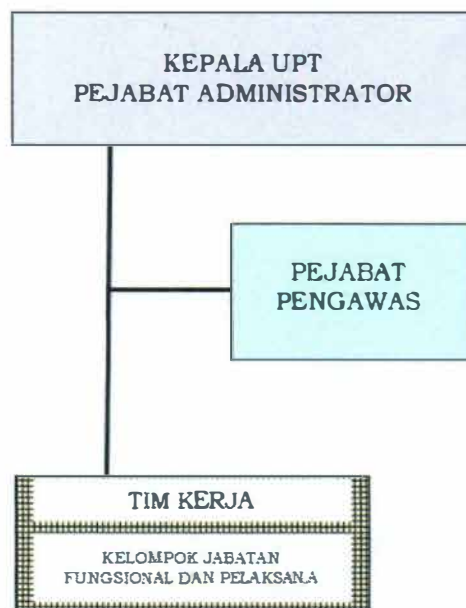 KEPALA UPT
PEJABAT ADMINISTRATOR
PEJABAT
PENGAWAS
TIM KERJA
KELOMPOK JABATAN
FUNGSIONAL DAN PELAKSANA